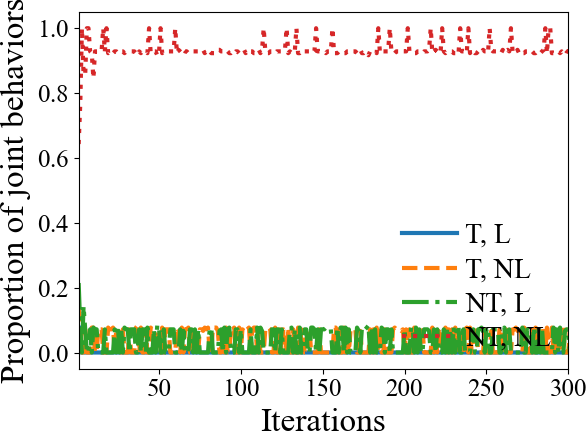 Proportion of joint behaviors
1.0
0.8
0.6
0.4
0.2
0.0
T, L
T, NL
NT, L
NT, NL
50
100
150
200
250
300
Iterations